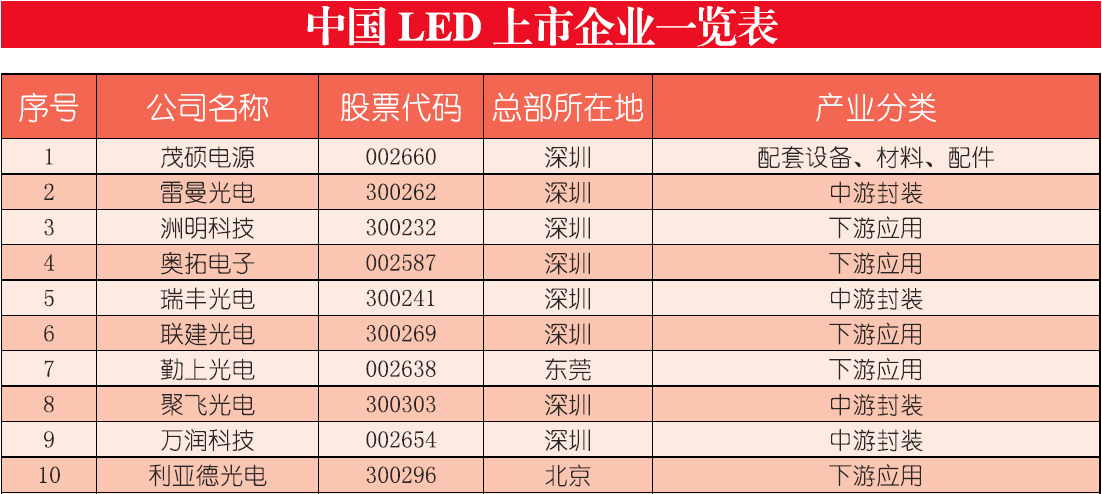 中国 LED 上市企业一览表
序号 公司名称 股票代码 总部所在地 产业分类
1 茂硕电源 002660 深圳 配套设备、材料、配件
2 雷曼光电 300262 深圳 中游封装
3 洲明科技 300232 深圳 下游应用
4 奥拓电子 002587 深圳 下游应用
5 瑞丰光电 300241 深圳 中游封装
6 联建光电 300269 深圳 下游应用
7 勤上光电 002638 东莞 下游应用
8 聚飞光电 300303 深圳 中游封装
9 万润科技 002654 深圳 中游封装
10 利亚德光电 300296 北京 下游应用